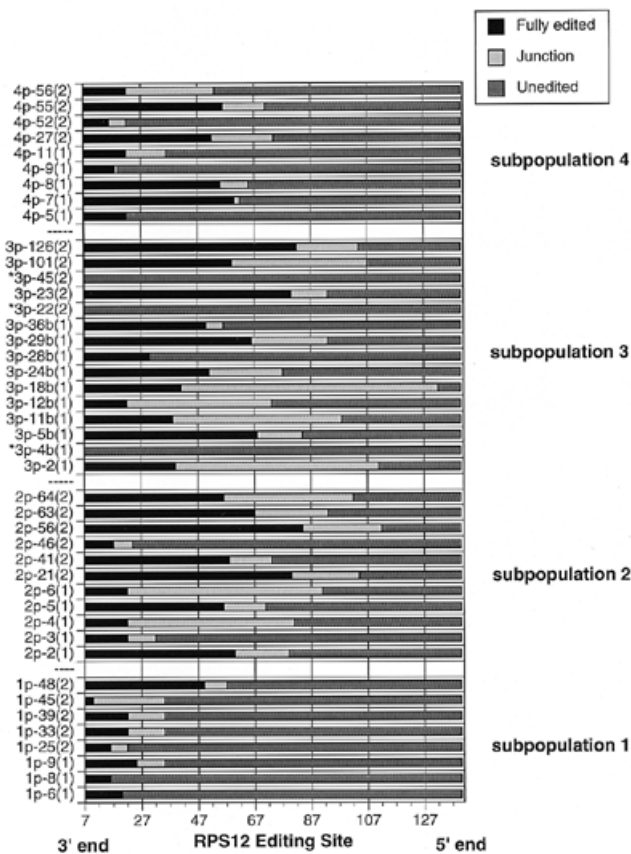 Fully edited
Junction
Unedited
4p-56(2)
4p-55(2)
4p-52(2)
4p-27(2)
4p-11(1)
4p-9(1)
4p-8(1)
4p-7(1)
4p-5(1)
subpopulation 4
-----
3p-126(2)
3p-101(2)
*3p-45(2)
3p-23(2)
*3p-22(2)
3p-36b(1)
3p-29b(1)
3p-28b(1)
3p-24b(1)
3p-18b(1)
3p-12b(1)
3p-11b(1)
3p-5b(1)
*3p-4b(1)
3p-2(1)
subpopulation 3
-----
2p-64(2)
2p-63(2)
2p-56(2)
2p-46(2)
2p-41(2)
2p-21(2)
2p-6(1)
2p-5(1)
2p-4(1)
2p-3(1)
2p-2(1)
subpopulation 2
-----
1p-48(2)
1p-45(2)
1p-39(2)
1p-33(2)
1p-25(2)
1p-9(1)
1p-8(1)
1p-6(1)
subpopulation 1
7 27 47 67 87 107 127
3' end RPS12 Editing Site 5' end